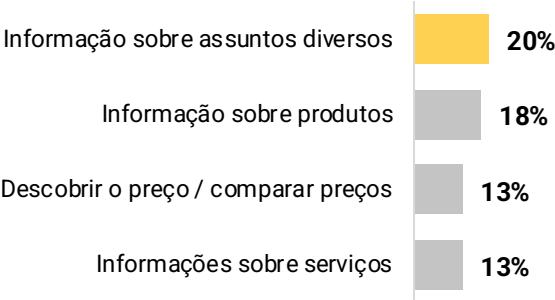 Informação sobre assuntos diversos 20%
Informação sobre produtos 18%
Descobrir o preço / comparar preços 13%
Informações sobre serviços 13%